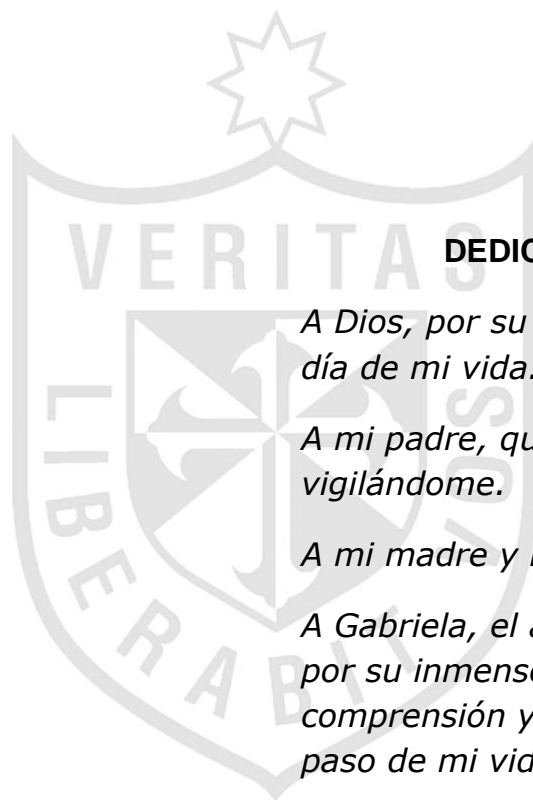 VERITAS
LIBERABIT VOS
DEDIC
A Dios, por su
día de mi vida.
A mi padre, qu
vigilándome.
A mi madre y
A Gabriela, el
por su inmens
comprensión y
paso de mi vid